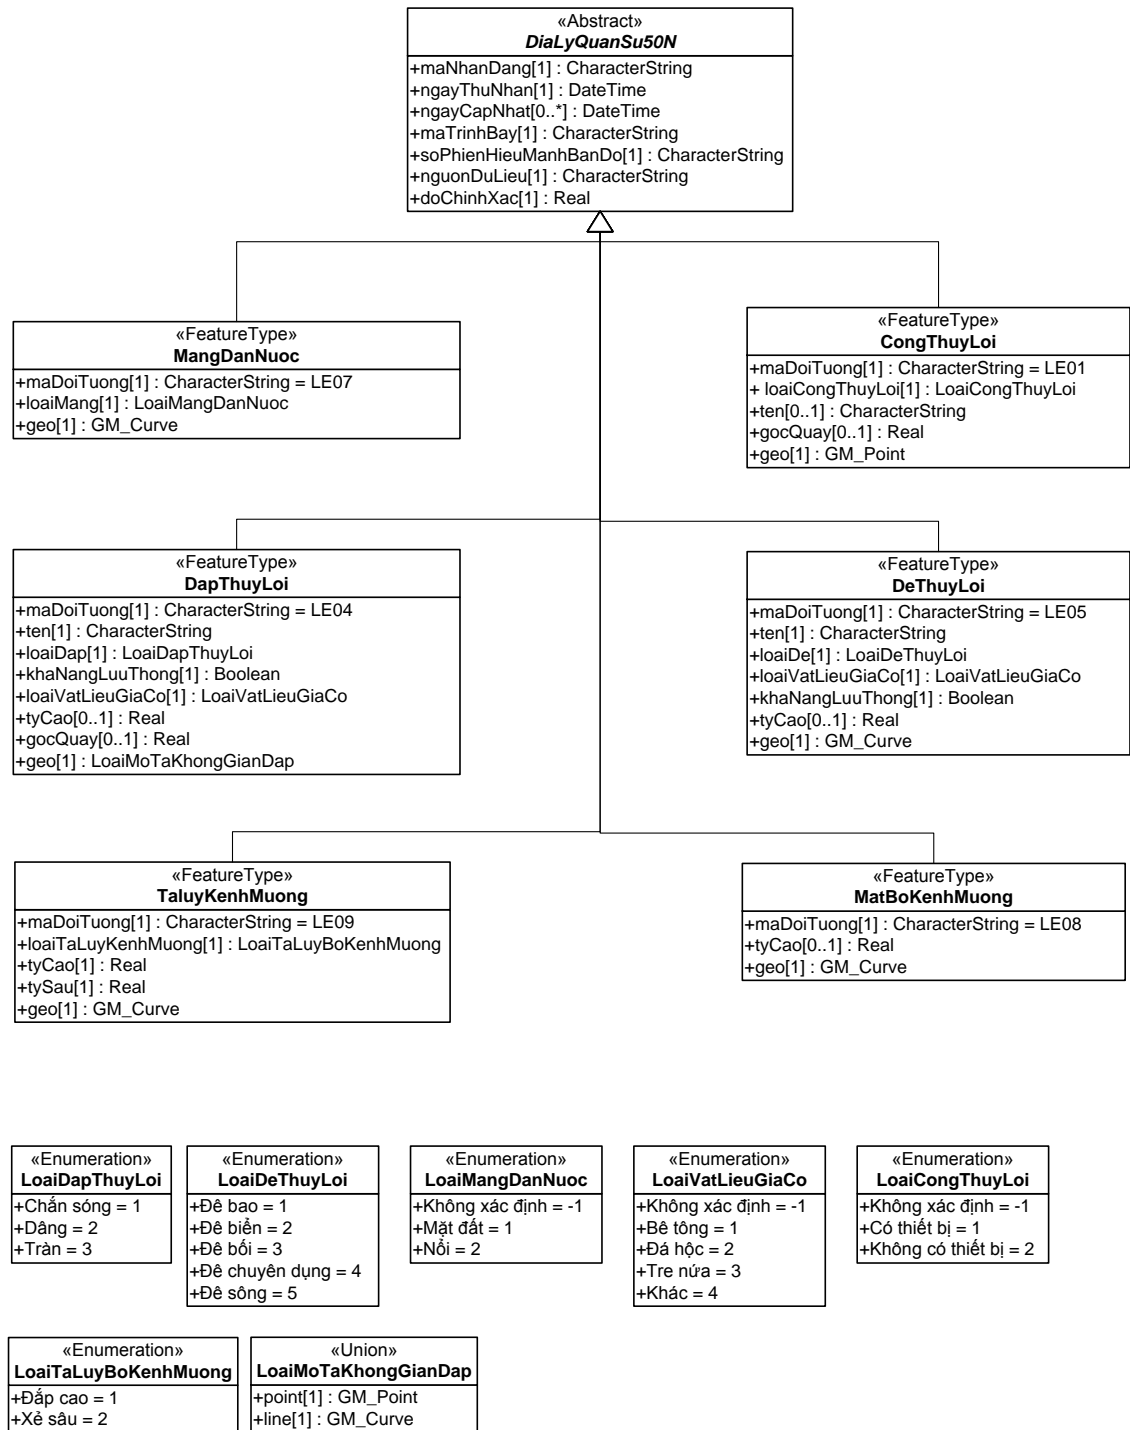 «Abstract»
DiaLyQuanSu50N
+maNhanDang[1] : CharacterString
+ngayThuNhan[1] : DateTime
+ngayCapNhat[0..*] : DateTime
+maTrinhBay[1] : CharacterString
+soPhienHieuManhBanDo[1] : CharacterString
+nguonDuLieu[1] : CharacterString
+doChinhXac[1] : Real
«FeatureType»
MangDanNuoc
+maDoiTuong[1] : CharacterString = LE07
+loaiMang[1] : LoaiMangDanNuoc
+geo[1] : GM_Curve
«FeatureType»
CongThuyLoi
+maDoiTuong[1] : CharacterString = LE01
+ loaiCongThuyLoi[1] : LoaiCongThuyLoi
+ten[0..1] : CharacterString
+gocQuay[0..1] : Real
+geo[1] : GM_Point
«FeatureType»
DapThuyLoi
+maDoiTuong[1] : CharacterString = LE04
+ten[1] : CharacterString
+loaiDap[1] : LoaiDapThuyLoi
+khaNangLuuThong[1] : Boolean
+loaiVatLieuGiaCo[1] : LoaiVatLieuGiaCo
+tyCao[0..1] : Real
+gocQuay[0..1] : Real
+geo[1] : LoaiMoTaKhongGianDap
«FeatureType»
DeThuyLoi
+maDoiTuong[1] : CharacterString = LE05
+ten[1] : CharacterString
+loaiDe[1] : LoaiDeThuyLoi
+loaiVatLieuGiaCo[1] : LoaiVatLieuGiaCo
+khaNangLuuThong[1] : Boolean
+tyCao[0..1] : Real
+geo[1] : GM_Curve
«FeatureType»
TaluyKenhMuong
+maDoiTuong[1] : CharacterString = LE09
+loaiTaLuyKenhMuong[1] : LoaiTaLuyBoKenhMuong
+tyCao[1] : Real
+tySau[1] : Real
+geo[1] : GM_Curve
«FeatureType»
MatBoKenhMuong
+maDoiTuong[1] : CharacterString = LE08
+tyCao[0..1] : Real
+geo[1] : GM_Curve
«Enumeration»
LoaiDapThuyLoi
+Chắn sóng = 1
+Dâng = 2
+Tràn = 3
«Enumeration»
LoaiDeThuyLoi
+Đê bao = 1
+Đê biển = 2
+Đê bối = 3
+Đê chuyên dụng = 4
+Đê sông = 5
«Enumeration»
LoaiMangDanNuoc
+Không xác định = -1
+Mặt đất = 1
+Nổi = 2
«Enumeration»
LoaiVatLieuGiaCo
+Không xác định = -1
+Bê tông = 1
+Đá hộc = 2
+Tre nứa = 3
+Khác = 4
«Enumeration»
LoaiCongThuyLoi
+Không xác định = -1
+Có thiết bị = 1
+Không có thiết bị = 2
«Enumeration»
LoaiTaLuyBoKenhMuong
+Đắp cao = 1
+Xẻ sâu = 2
«Union»
LoaiMoTaKhongGianDap
+point[1] : GM_Point
+line[1] : GM_Curve